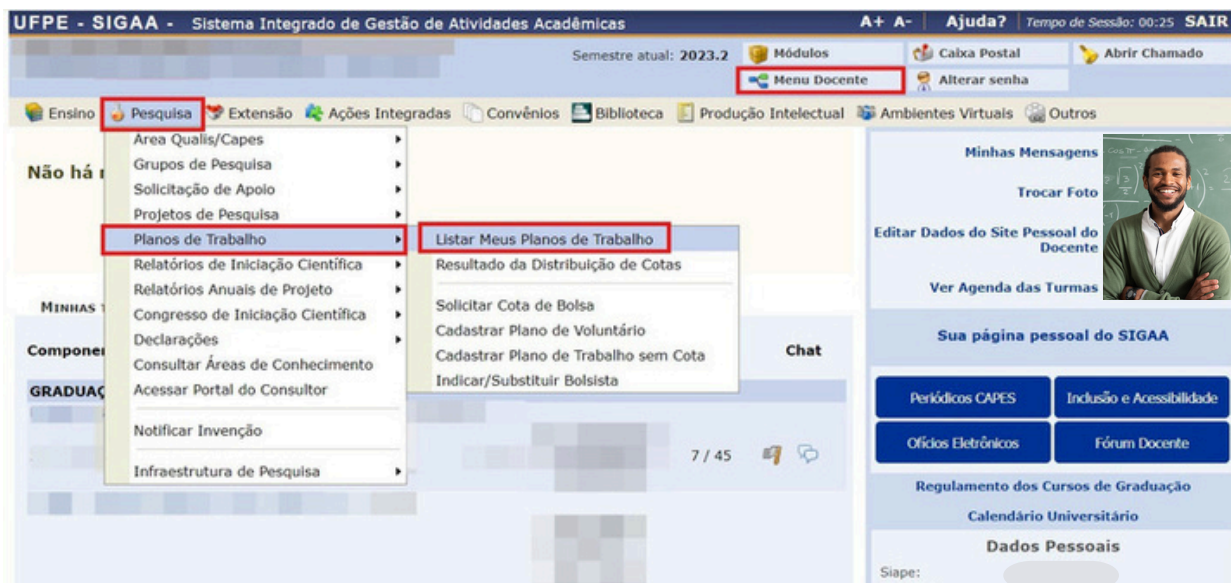 UFPE - SIGAA - Sistema Integrado de Gestão de Atividades Acadêmicas A+ A- Ajuda? Tempo de Sessão: 00:25 SAIR
Semestre atual: 2023.2 Módulos Caixa Postal Abrir Chamado
Menu Docente Alterar senha
Ensino Pesquisa Extensão Ações Integradas Convênios Biblioteca Produção Intelectual Ambientes Virtuais Outros
Não há
MINHAS
Compone
GRADUAÇ
Área Qualis/Capes
Grupos de Pesquisa
Solicitação de Apoio
Projetos de Pesquisa
Planos de Trabalho
Relatórios de Iniciação Científica
Relatórios Anuais de Projeto
Congresso de Iniciação Científica
Declarações
Consultar Áreas de Conhecimento
Acessar Portal do Consultor
Notificar Invenção
Infraestrutura de Pesquisa
Listar Meus Planos de Trabalho
Resultado da Distribuição de Cotas
Solicitar Cota de Bolsa
Cadastrar Plano de Voluntário
Cadastrar Plano de Trabalho sem Cota
Indicar/Substituir Bolsista
Chat
7 / 45
Minhas Mensagens
Trocar Foto
Editar Dados do Site Pessoal do
Docente
Ver Agenda das Turmas
Sua página pessoal do SIGAA
Periódicos CAPES Inclusão e Acessibilidade
Ofícios Eletrônicos Fórum Docente
Regulamento dos Cursos de Graduação
Calendário Universitário
Dados Pessoais
Siape: